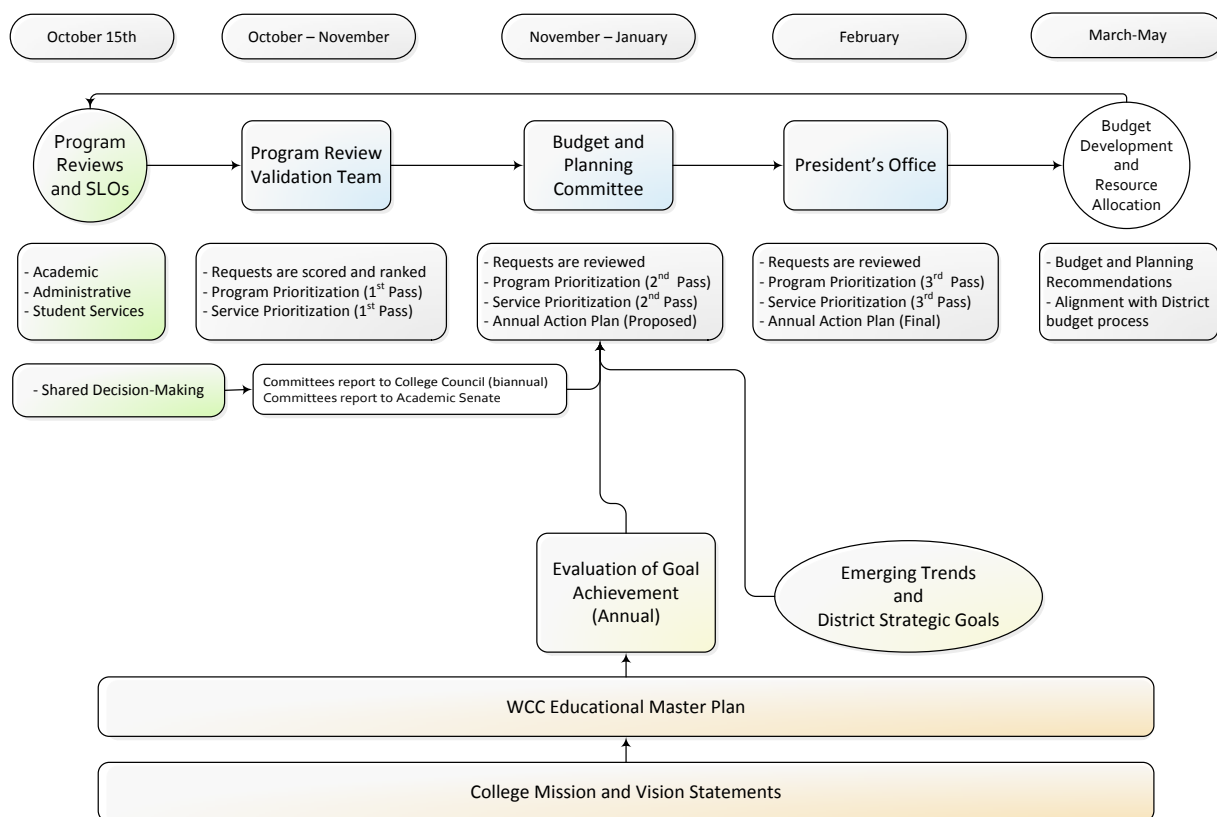 October 15th
October – November
November – January
February
March-May
Program
Reviews
and SLOs
Program Review
Validation Team
Budget and
Planning
Committee
President’s Office
Budget
Development
and
Resource
Allocation
- Academic
- Administrative
- Student Services
- Requests are scored and ranked
- Program Prioritization (1st Pass)
- Service Prioritization (1st Pass)
- Requests are reviewed
- Program Prioritization (2nd Pass)
- Service Prioritization (2nd Pass)
- Annual Action Plan (Proposed)
- Requests are reviewed
- Program Prioritization (3rd Pass)
- Service Prioritization (3rd Pass)
- Annual Action Plan (Final)
- Budget and Planning
Recommendations
- Alignment with District
budget process
- Shared Decision-Making
Committees report to College Council (biannual)
Committees report to Academic Senate
Evaluation of Goal
Achievement
(Annual)
Emerging Trends
and
District Strategic Goals
WCC Educational Master Plan
College Mission and Vision Statements